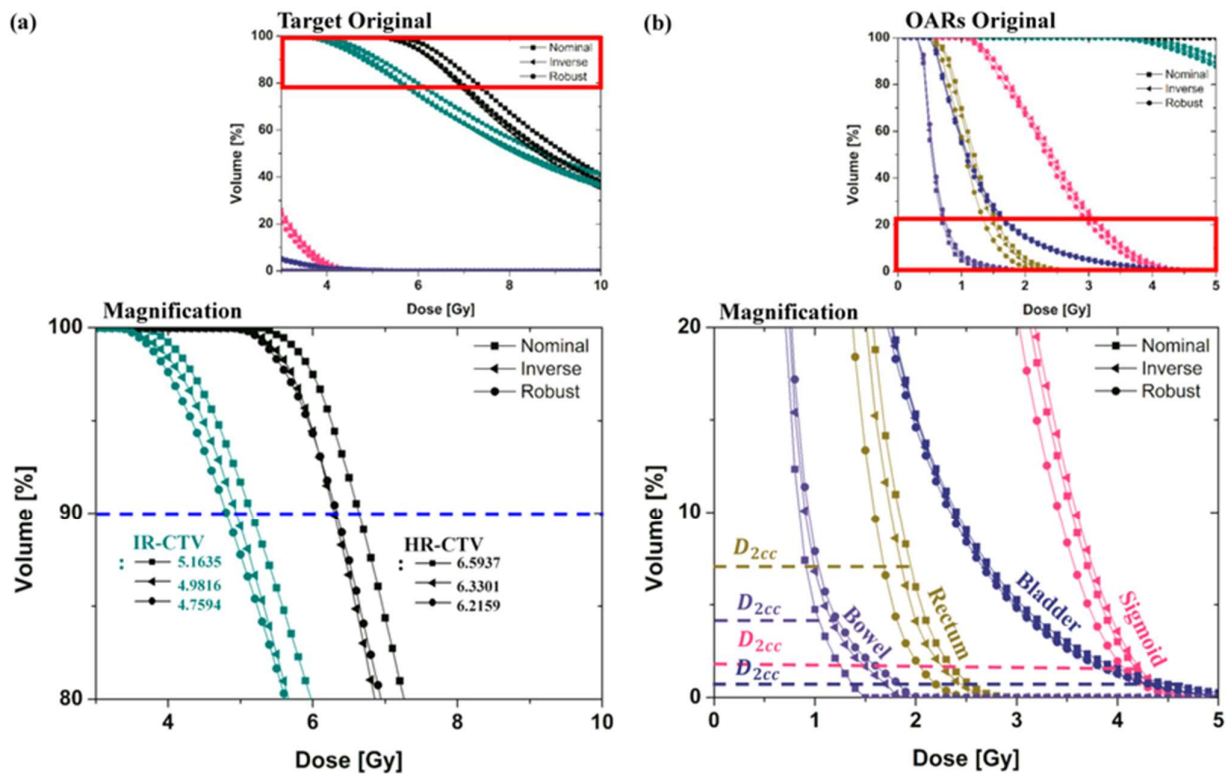 (a)
Target Original
100
80
60
40
20
0
Volume [%]
Nominal
Inverse
Robust
4
6
8
10
Dose [Gy]
Magnification
100
90
80
Volume [%]
Nominal
Inverse
Robust
IR-CTV
5.1635
4.9816
4.7594
HR-CTV
6.5937
6.3301
6.2159
4
6
8
10
Dose [Gy]
(b)
OARs Original
100
80
60
40
20
0
Volume [%]
Nominal
Inverse
Robust
0
1
2
3
4
5
Dose [Gy]
Magnification
20
10
0
Volume [%]
Nominal
Inverse
Robust
D2cc
D2cc
D2cc
D2cc
Bowel
Rectum
Bladder
Sigmoid
0
1
2
3
4
5
Dose [Gy]